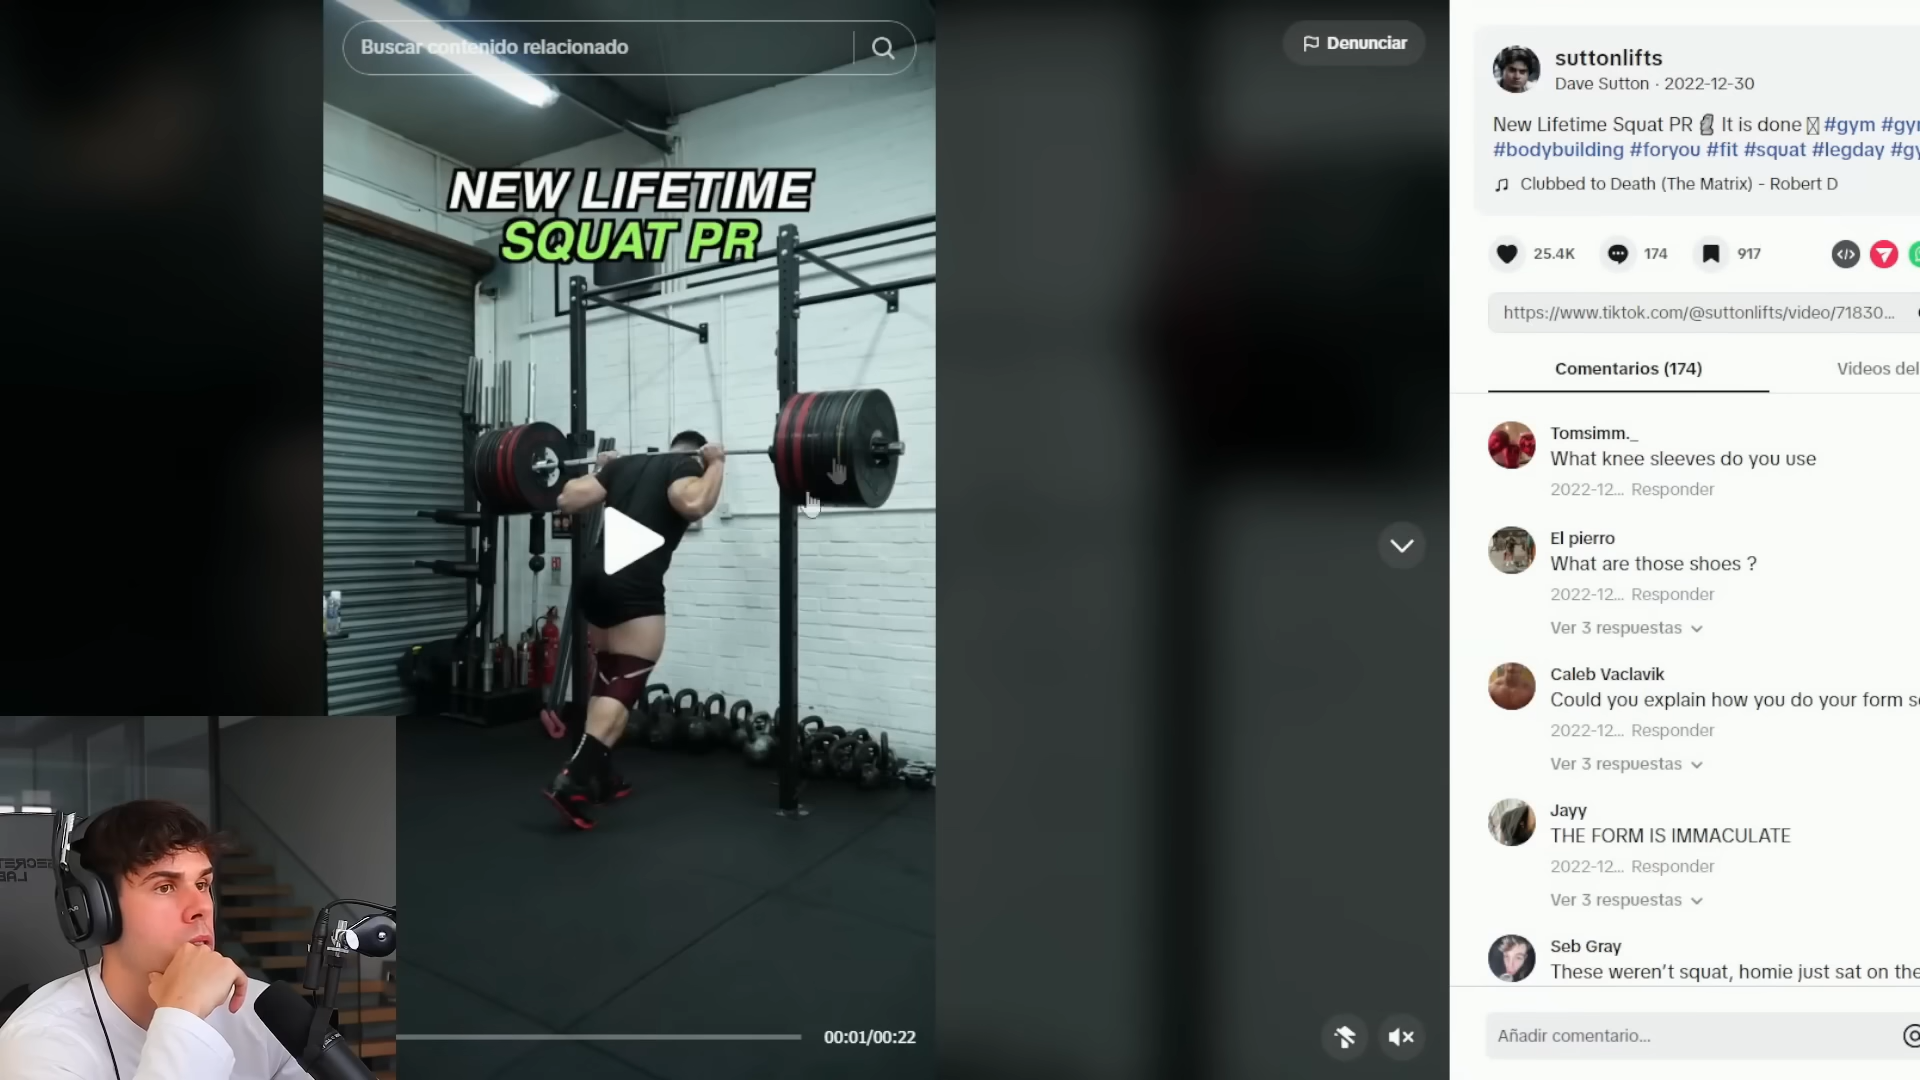 Buscar contenido relacionado
Denunciar
NEW LIFETIME
SQUAT PR
00:01/00:22
suttonlifts
Dave Sutton · 2022-12-30
New Lifetime Squat PR 🗿 It is done #gym
#bodybuilding #foryou #fit #squat #legday
Clubbed to Death (The Matrix) - Robert D
25.4K
174
917
https://www.tiktok.com/@suttonlifts/video/71830...
Comentarios (174)
Videos del
Tomsimm._
What knee sleeves do you use
2022-12... Responder
El pierro
What are those shoes ?
2022-12... Responder
Ver 3 respuestas
Caleb Vaclavik
Could you explain how you do your form
2022-12... Responder
Ver 3 respuestas
Jayy
THE FORM IS IMMACULATE
2022-12... Responder
Ver 3 respuestas
Seb Gray
These weren't squat, homie just sat on the
Añadir comentario...